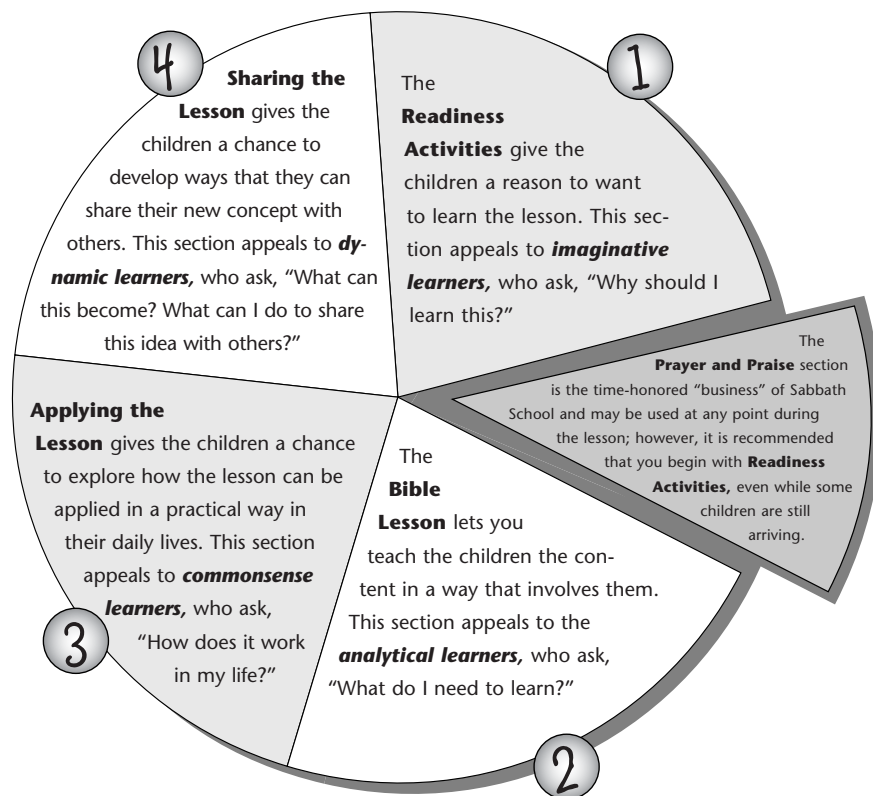 1
The
Readiness
Activities give the
children a reason to want
to learn the lesson. This sec-
tion appeals to imaginative
learners, who ask, “Why should I
learn this?”
The
Prayer and Praise section
is the time-honored “business” of Sabbath
School and may be used at any point during
the lesson; however, it is recommended
that you begin with Readiness
Activities, even while some
children are still
arriving.
2
The
Bible
Lesson lets you
teach the children the con-
tent in a way that involves them.
This section appeals to the
analytical learners, who ask,
“What do I need to learn?”
3
Applying the
Lesson gives the children a chance
to explore how the lesson can be
applied in a practical way in
their daily lives. This section
appeals to commonsense
learners, who ask,
“How does it work
in my life?”
4
Sharing the
Lesson gives the
children a chance to
develop ways that they can
share their new concept with
others. This section appeals to dy-
namic learners, who ask, “What can
this become? What can I do to share
this idea with others?”